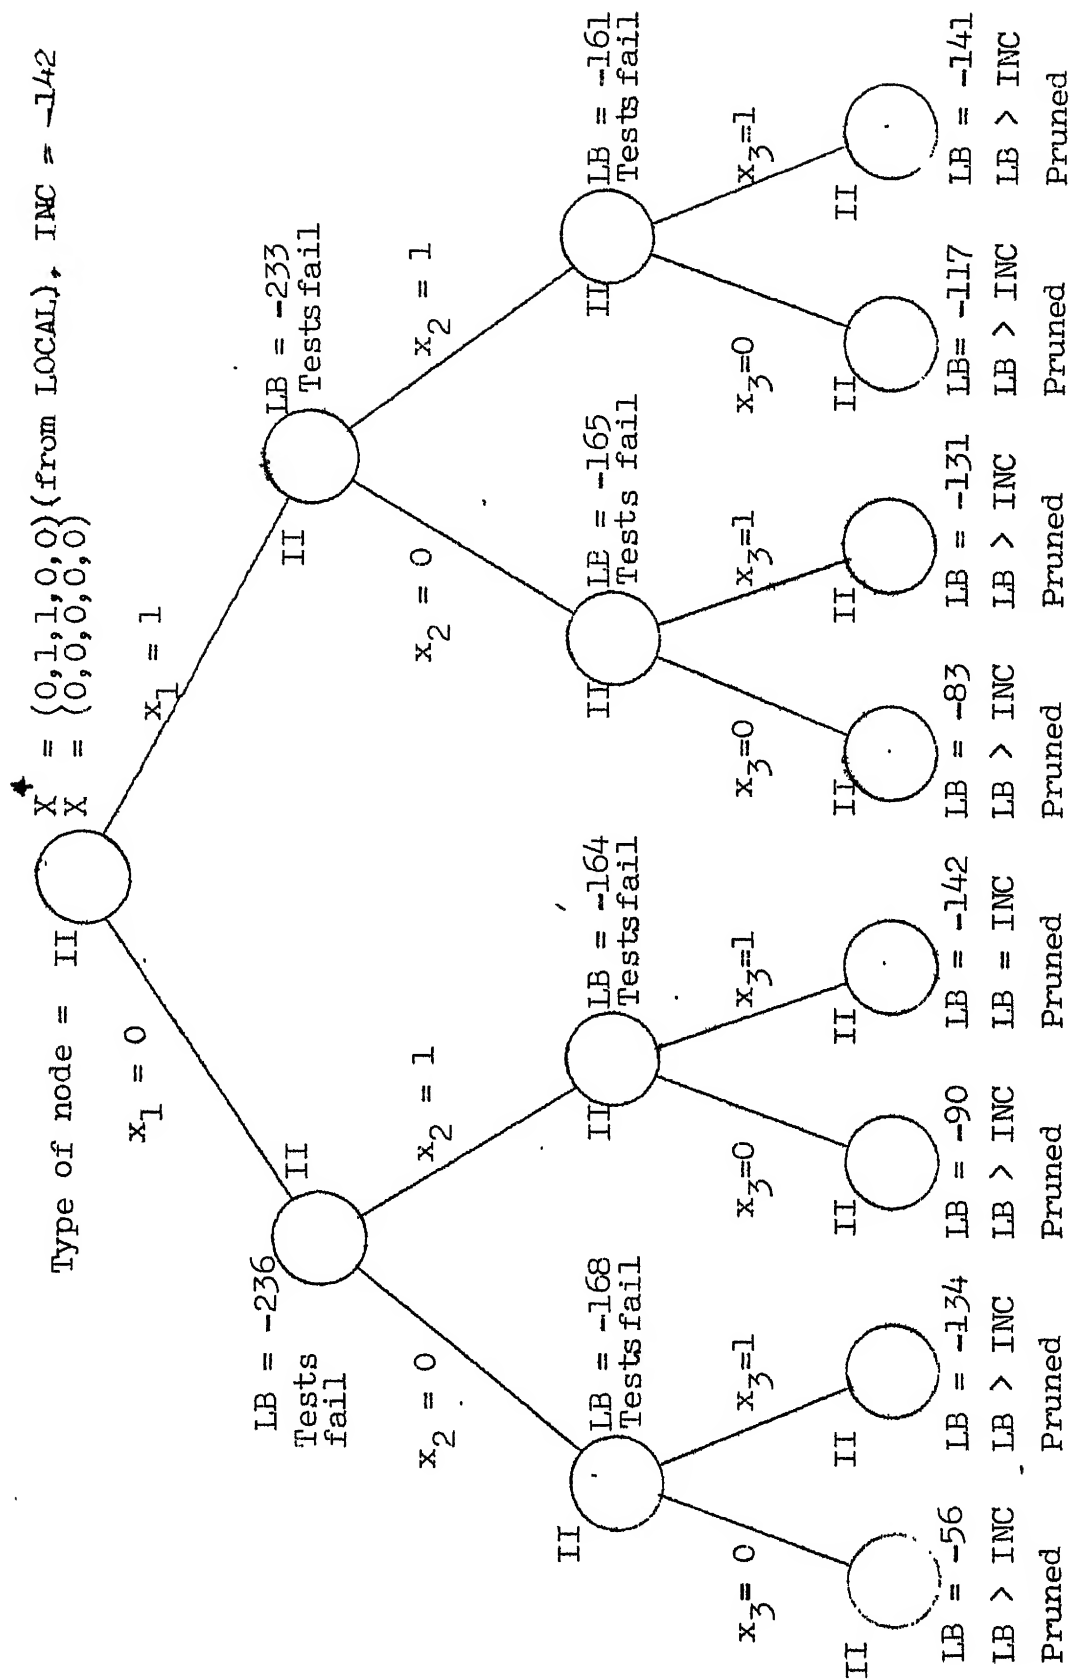 X* = (0,1,1,0,0)(from LOCAL), INC = -142
X = (0,0,0,0,0)
Type of node = II
x1 = 0
x1 = 1
LB = -236
Tests
fail
II
II
LB = -233
Tests fail
x2 = 0
x2 = 1
x2 = 0
x2 = 1
II
LB = -168
Tests fail
II
LB = -164
Tests fail
II
LB = -165
Tests fail
II
LB = -161
Tests fail
x3= 0
x3=1
x3=0
x3=1
x3=0
x3=1
x3=0
x3=1
II
II
II
II
II
II
II
II
LB = -56
LB > INC
Pruned
LB = -134
LB > INC
Pruned
LB = -90
LB > INC
Pruned
LB = -142
LB = INC
Pruned
LB = -83
LB > INC
Pruned
LB = -131
LB > INC
Pruned
LB= -117
LB > INC
Pruned
LB = -141
LB > INC
Pruned